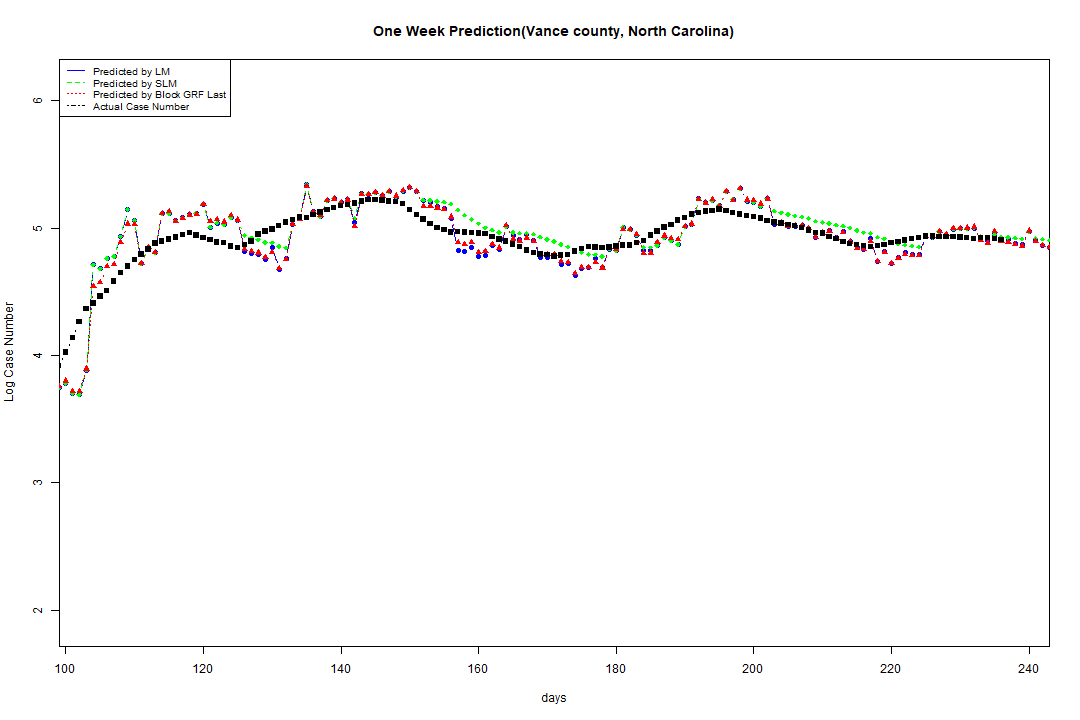 One Week Prediction(Vance county, North Carolina)
Predicted by LM
Predicted by SLM
Predicted by Block GRF Last
Actual Case Number
6
5
4
3
2
Log Case Number
100 120 140 160 180 200 220 240
days